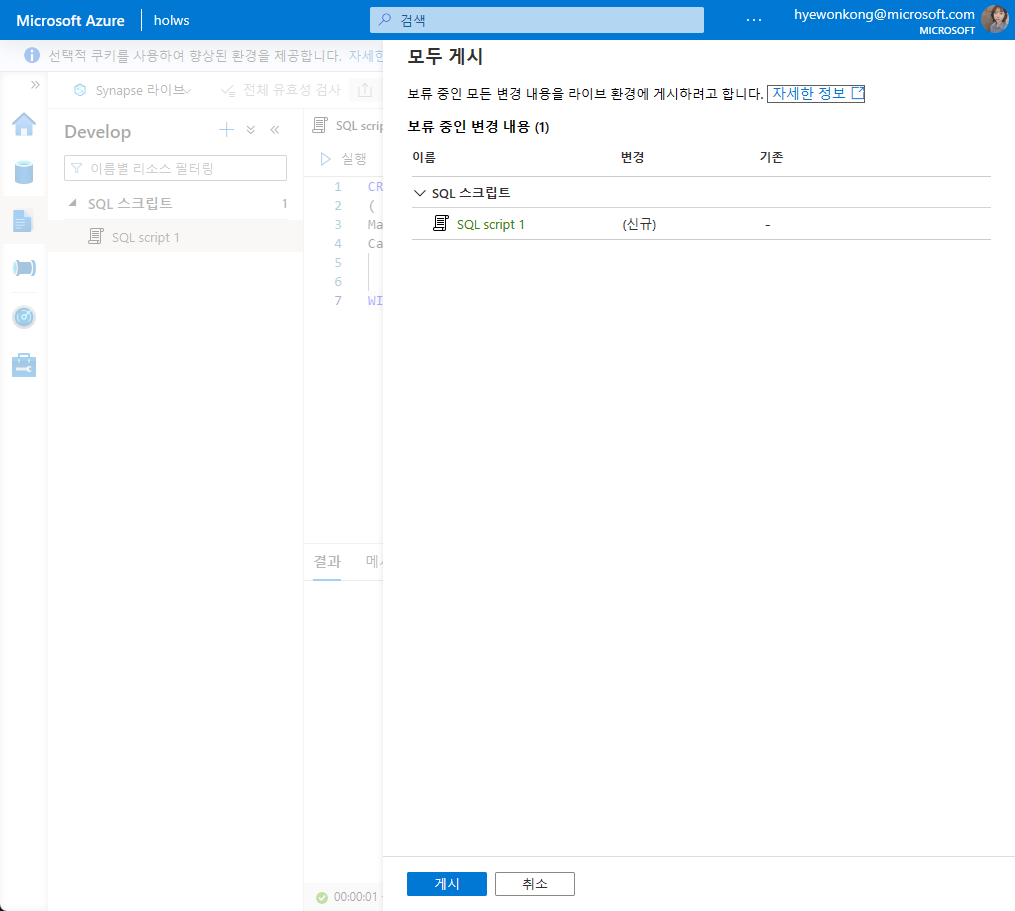 Microsoft Azure
holws
검색
...
hyewonkong@microsoft.com
MICROSOFT
선택적 쿠키를 사용하여 향상된 환경을 제공합니다. 자세한
Synapse 라이브
전체 유효성 검사
Develop
이름별 리소스 필터링
SQL 스크립트 1
SQL script 1
SQL scrip
실행
1 CR
2 (
3 Ma
4 Ca
5
6
7 WI
결과
메시
00:00:01
모두 게시
보류 중인 모든 변경 내용을 라이브 환경에 게시하려고 합니다. 자세한 정보
보류 중인 변경 내용 (1)
이름 변경 기존
SQL 스크립트
SQL script 1 (신규) -
게시 취소